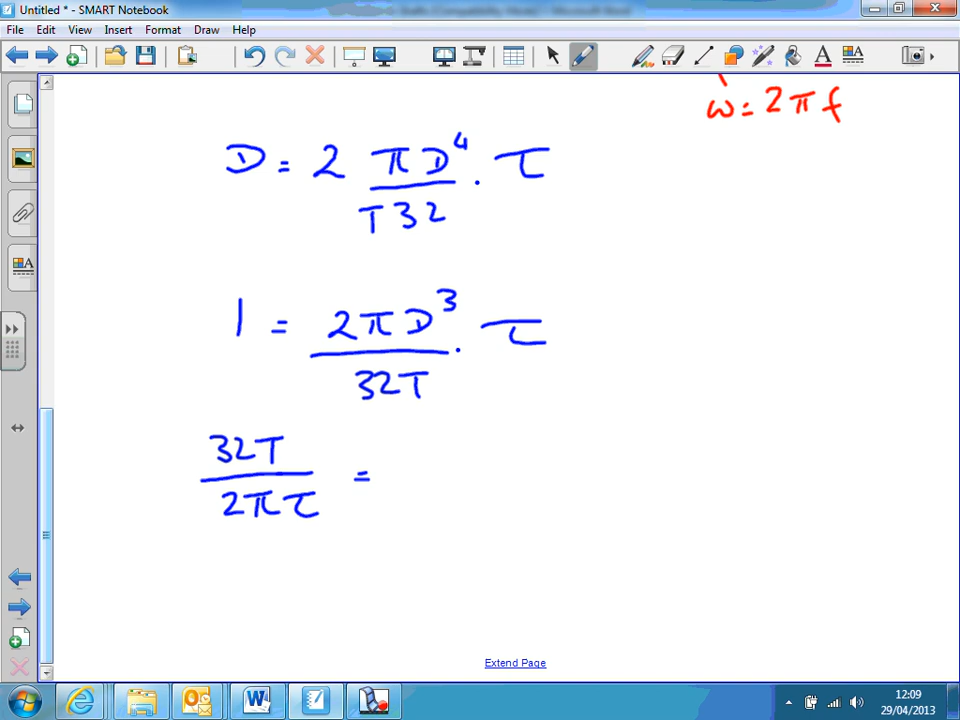 Untitled * - SMART Notebook
File Edit View Insert Format Draw Help
ω = 2πf
D = 2 πD⁴/T32 . τ
1 = 2πD³/32T . τ
32T/2πτ =
Extend Page
12:09
29/04/2013